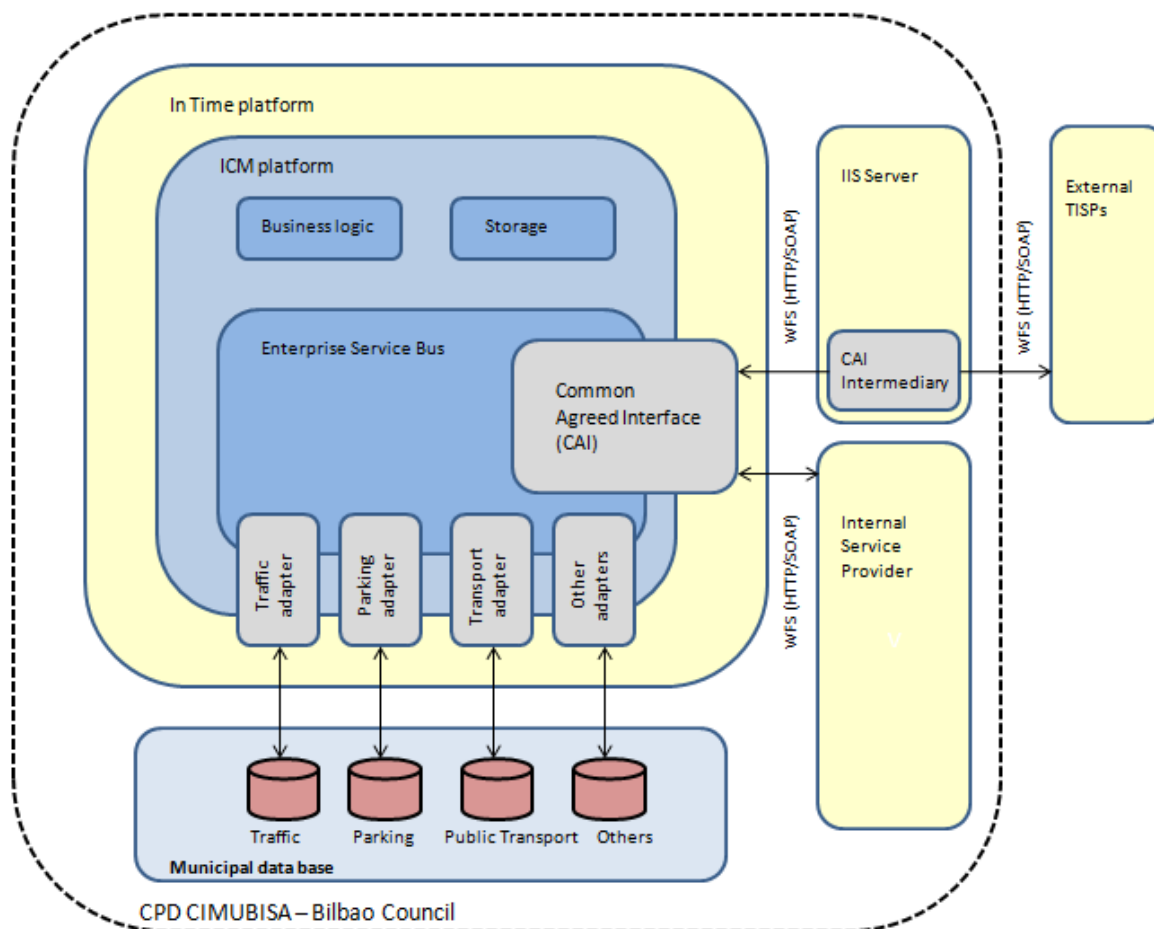 In Time platform
ICM platform
Business logic
Storage
Enterprise Service Bus
Common
Agreed Interface
(CAI)
Traffic
adapter
Parking
adapter
Transport
adapter
Other
adapters
WFS (HTTP/SOAP)
IIS Server
CAI
Intermediary
WFS (HTTP/SOAP)
External
TISPs
WFS (HTTP/SOAP)
Internal
Service
Provider
V
Traffic
Parking
Public Transport
Others
Municipal data base
CPD CIMUBISA – Bilbao Council